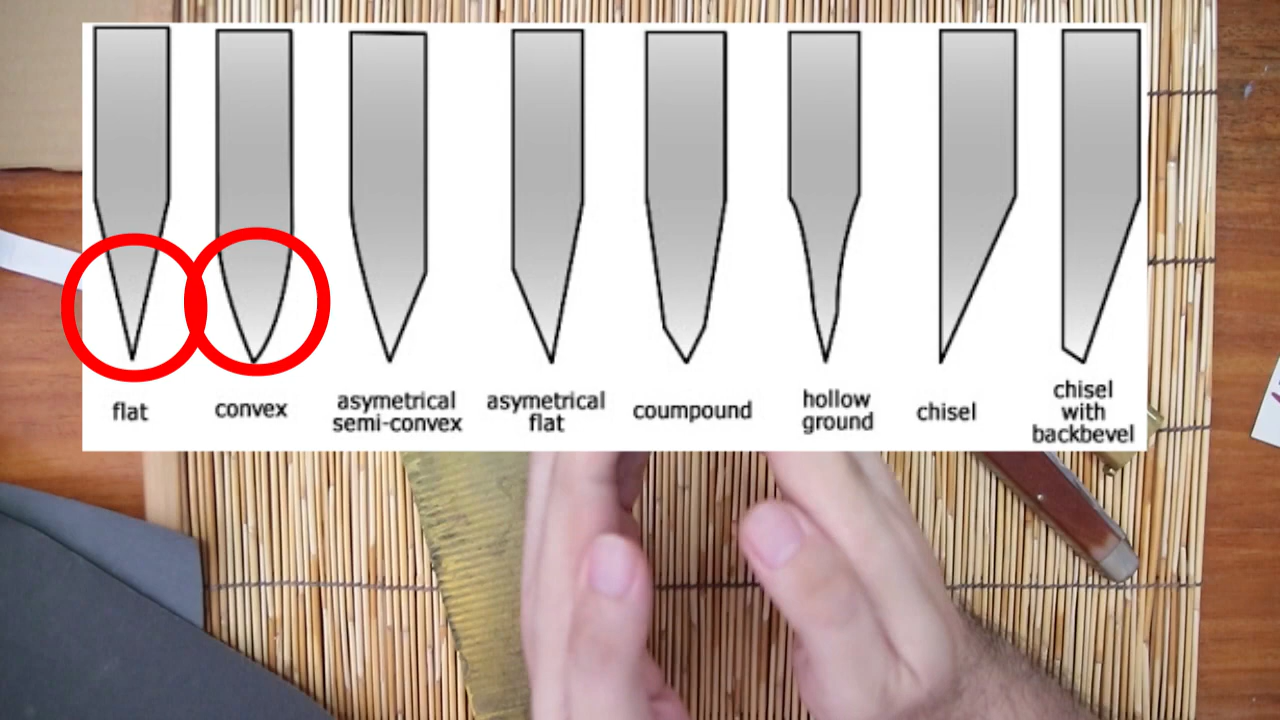 flat
convex
asymetrical
semi-convex
asymetrical
flat
coumpound
hollow
ground
chisel
chisel
with
backbevel